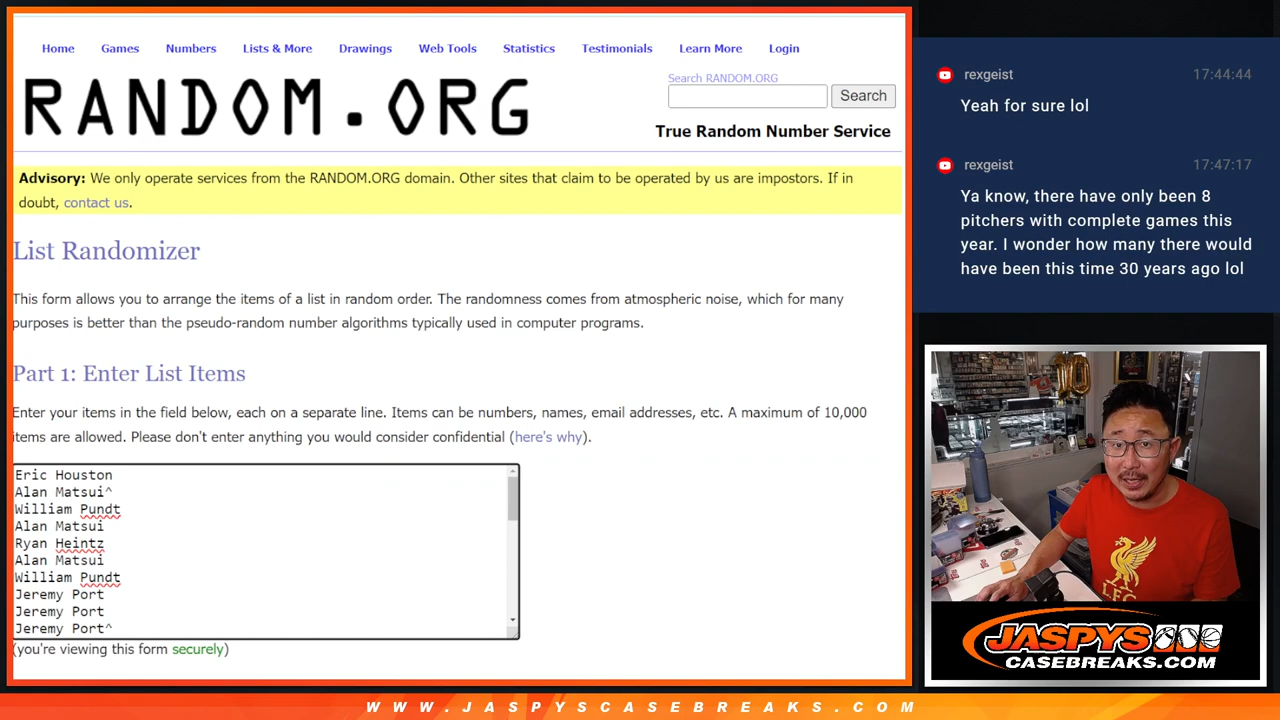 Home Games Numbers Lists & More Drawings Web Tools Statistics Testimonials Learn More Login
RANDOM.ORG
Search RANDOM.ORG
Search
True Random Number Service
Advisory: We only operate services from the RANDOM.ORG domain. Other sites that claim to be operated by us are impostors. If in
doubt, contact us.
List Randomizer
This form allows you to arrange the items of a list in random order. The randomness comes from atmospheric noise, which for many
purposes is better than the pseudo-random number algorithms typically used in computer programs.
Part 1: Enter List Items
Enter your items in the field below, each on a separate line. Items can be numbers, names, email addresses, etc. A maximum of 10,000
items are allowed. Please don't enter anything you would consider confidential (here's why).
Eric Houston
Alan Matsui^
William Pundt
Alan Matsui
Ryan Heintz
Alan Matsui
William Pundt
Jeremy Port
Jeremy Port
Jeremy Port^
(you're viewing this form securely)
rexgeist 17:44:44
Yeah for sure lol
rexgeist 17:47:17
Ya know, there have only been 8
pitchers with complete games this
year. I wonder how many there would
have been this time 30 years ago lol
10
L.F.C.
JASPYS
CASEBREAKS.COM
WWW.JASPYSCASEBREAKS.COM